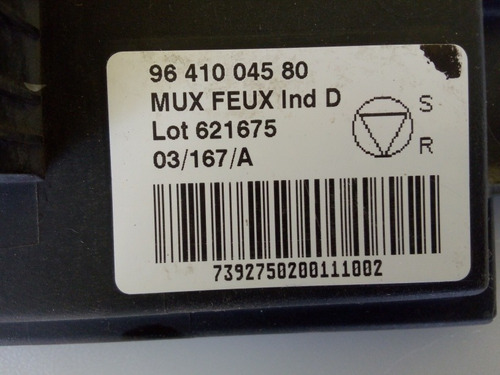 96 410 045 80
MUX FEUX Ind D
Lot 621675
03/167/A
S
R
7392750200111002